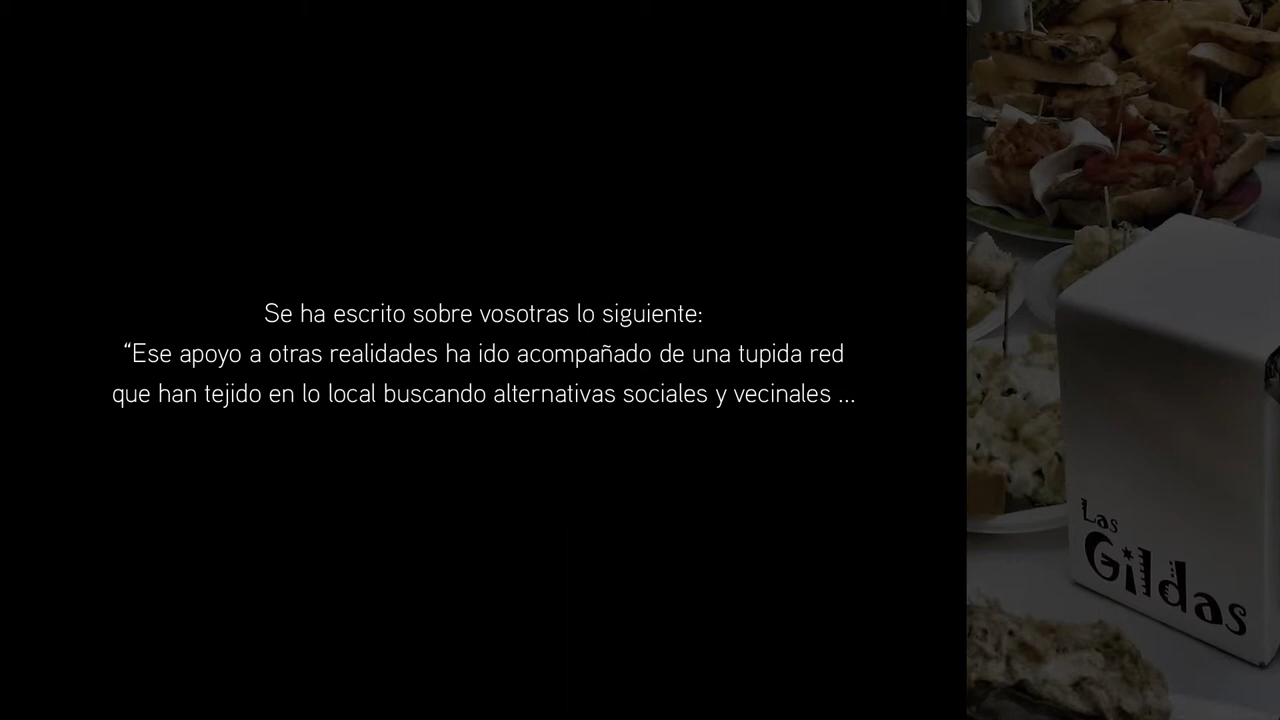 Se ha escrito sobre vosotras lo siguiente:
“Ese apoyo a otras realidades ha ido acompañado de una tupida red
que han tejido en lo local buscando alternativas sociales y vecinales ...
Las
Gildas